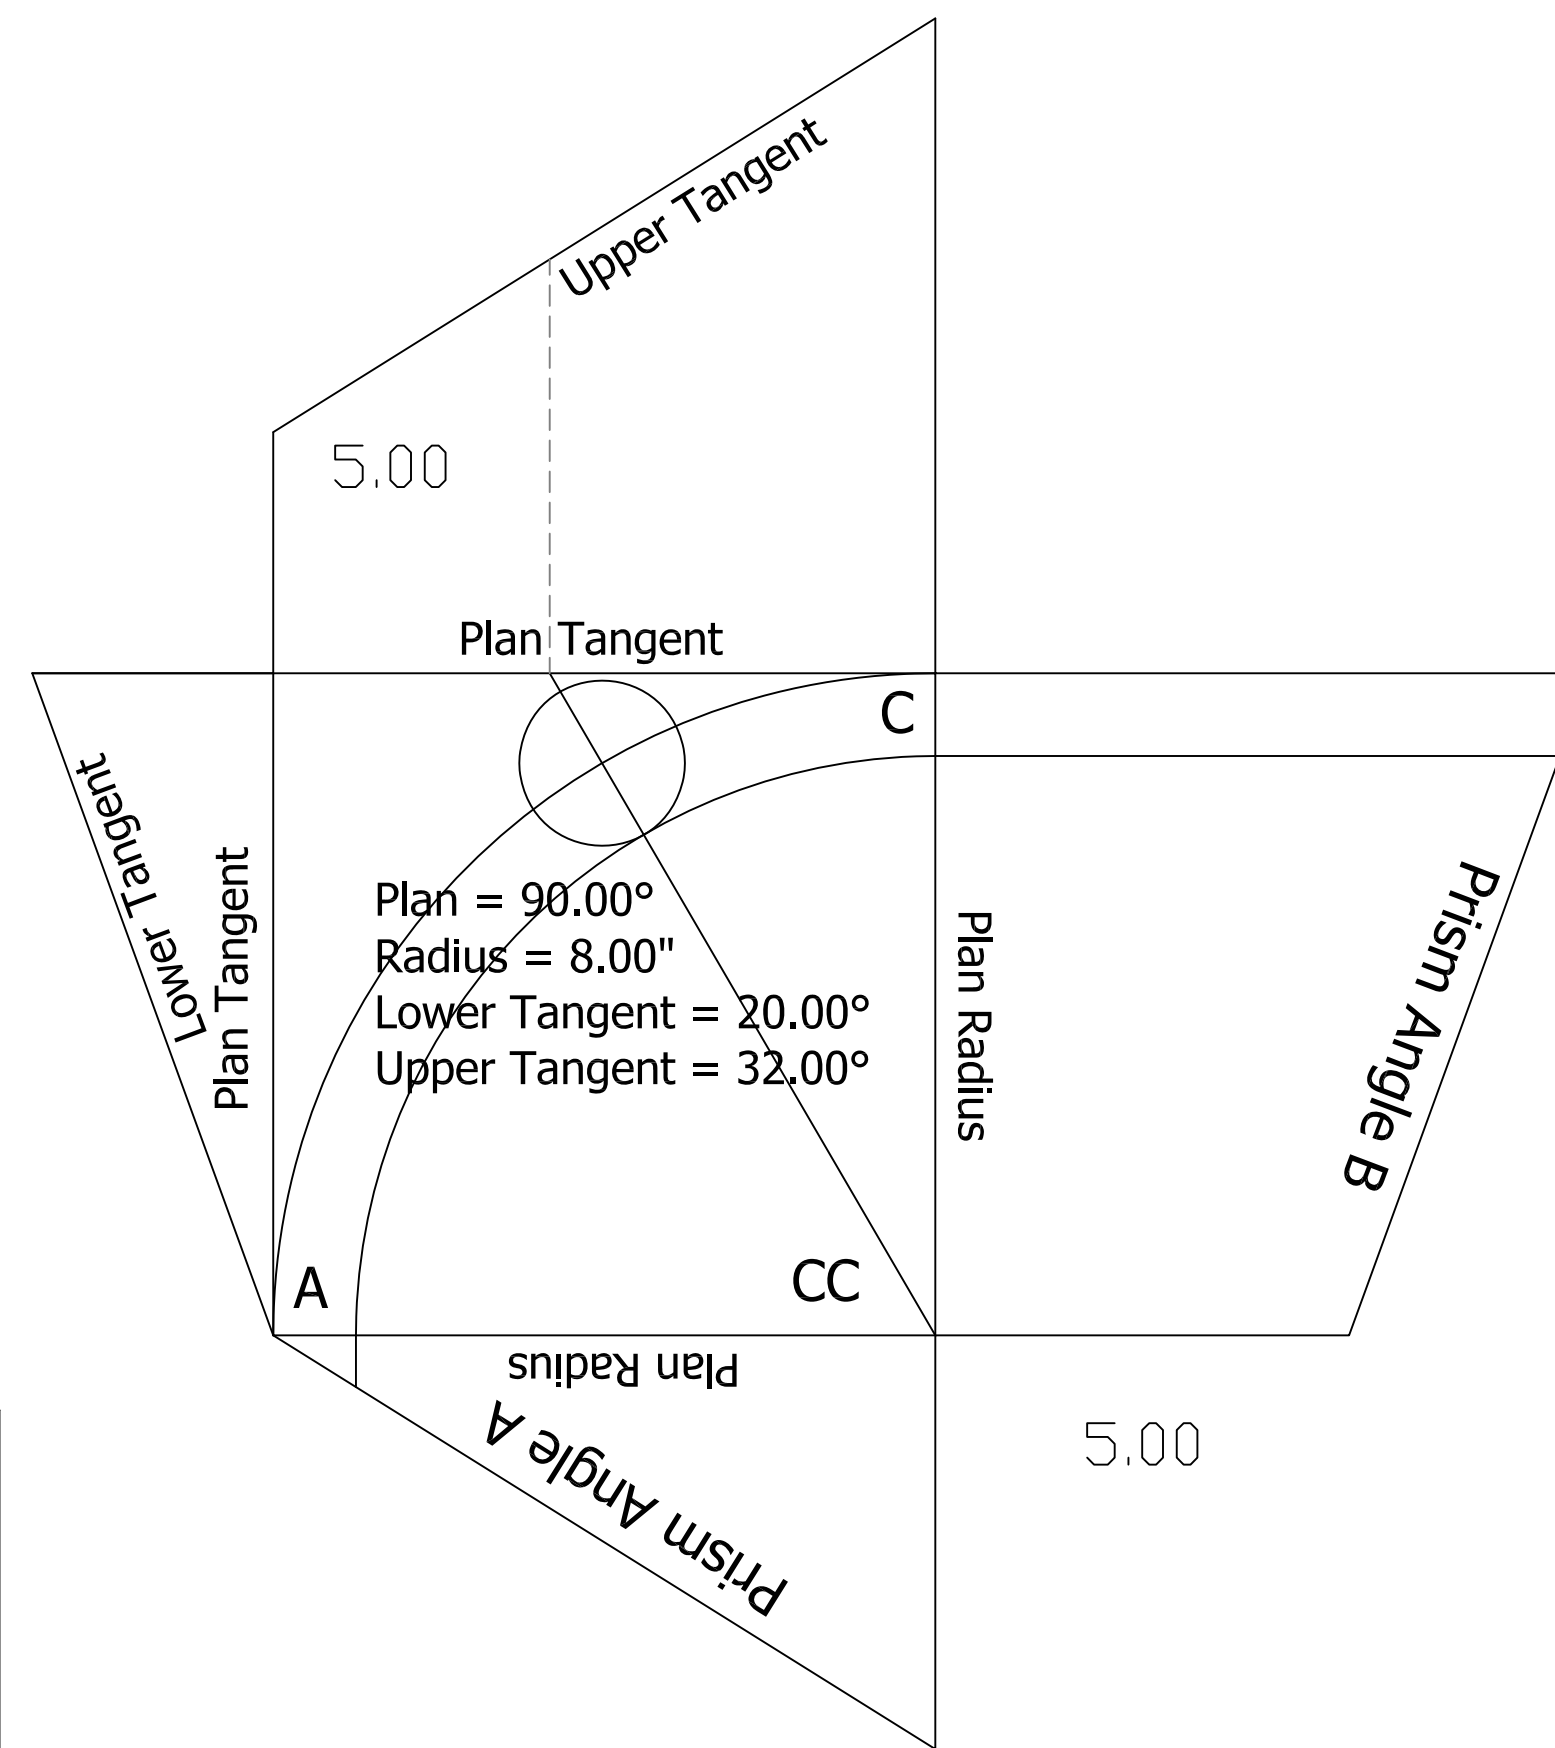 Upper Tangent
5.00
Plan Tangent
C
Lower Tangent
Plan Tangent
Plan = 90.00°
Radius = 8.00"
Lower Tangent = 20.00°
Upper Tangent = 32.00°
Plan Radius
Prism Angle B
A
CC
Plan Radius
Prism Angle A
5.00